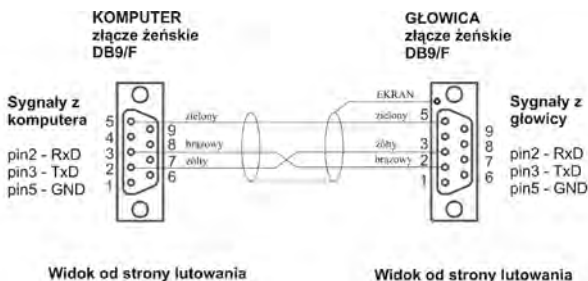 KOMPUTER
złącze żeńskie
DB9/F
GŁOWICA
złącze żeńskie
DB9/F
EKRAN
Sygnały z
komputera
pin2 - RxD
pin3 - TxD
pin5 - GND
5
4
3
2
1
9
8
7
6
zielony
brązowy
żółty
zielony
żółty
brązowy
5
4
3
2
1
9
8
7
6
Sygnały z
głowicy
pin2 - RxD
pin3 - TxD
pin5 - GND
Widok od strony lutowania
Widok od strony lutowania